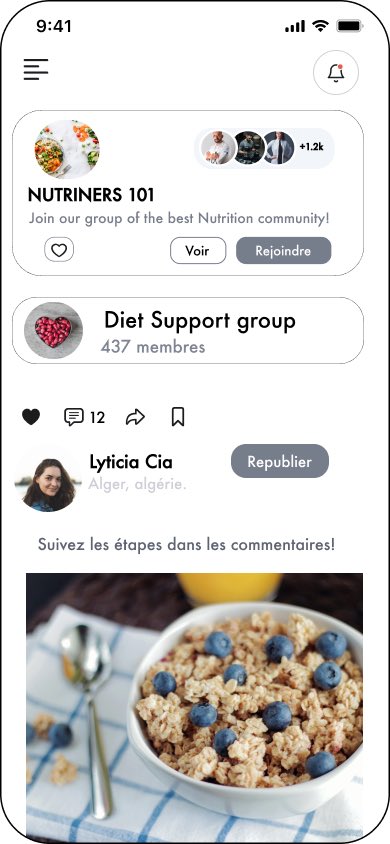 9:41
+1.2k
NUTRINERS 101
Join our group of the best Nutrition community!
Voir
Rejoindre
Diet Support group
437 membres
12
Lyticia Cia
Republier
Alger, algérie.
Suivez les étapes dans les commentaires!